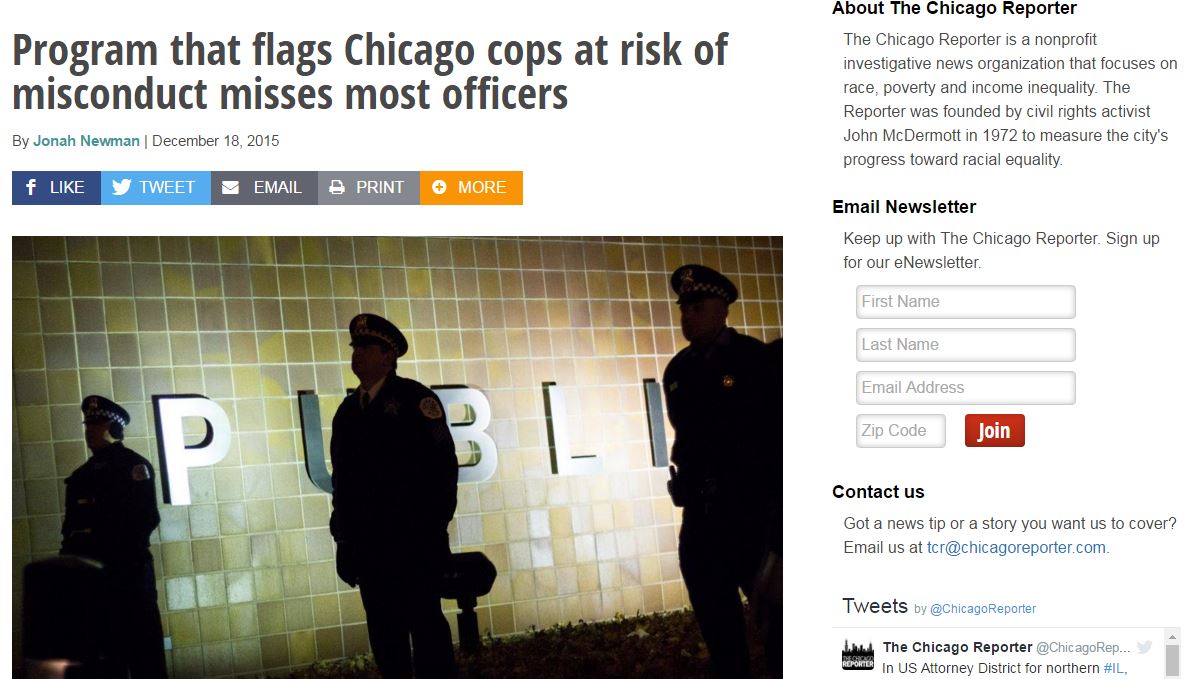 Program that flags Chicago cops at risk of
misconduct misses most officers
By Jonah Newman | December 18, 2015
LIKE
TWEET
EMAIL
PRINT
MORE
PUBLI
About The Chicago Reporter
The Chicago Reporter is a nonprofit
investigative news organization that focuses on
race, poverty and income inequality. The
Reporter was founded by civil rights activist
John McDermott in 1972 to measure the city's
progress toward racial equality.
Email Newsletter
Keep up with The Chicago Reporter. Sign up
for our eNewsletter.
First Name
Last Name
Email Address
Zip Code
Join
Contact us
Got a news tip or a story you want us to cover?
Email us at tcr@chicagoreporter.com.
Tweets by @ChicagoReporter
THE CHICAGO
REPORTER
The Chicago Reporter @ChicagoRep...
In US Attorney District for northern #IL,